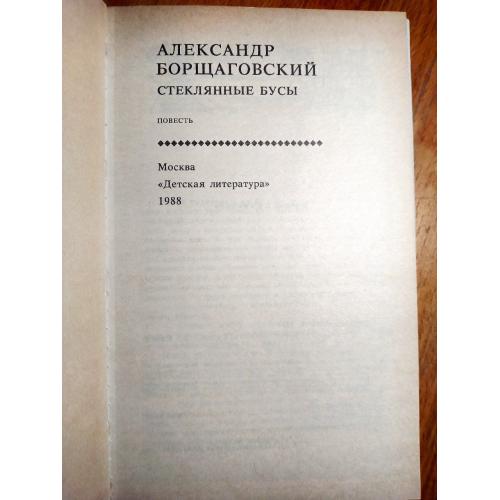 АЛЕКСАНДР
БОРЩАГОВСКИЙ
СТЕКЛЯННЫЕ БУСЫ
ПОВЕСТЬ
Москва
«Детская литература»
1988